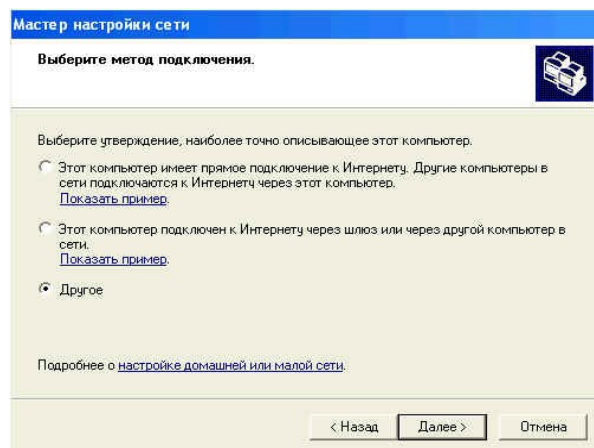 Мастер настройки сети
Выберите метод подключения.
Выберите утверждение, наиболее точно описывающее этот компьютер.
Этот компьютер имеет прямое подключение к Интернету. Другие компьютеры в
сети подключаются к Интернету через этот компьютер.
Показать пример.
Этот компьютер подключен к Интернету через шлюз или через другой компьютер в
сети.
Показать пример.
Другое
Подробнее о настройке домашней или малой сети.
< Назад Далее > Отмена